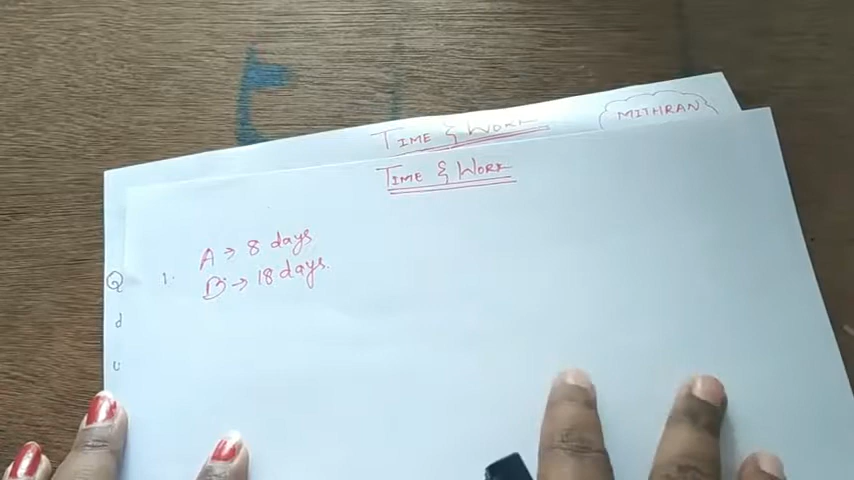 TIME & WORK
MITHRAN
TIME & WORK
1. A → 8 days
B → 18 days.
Q
d